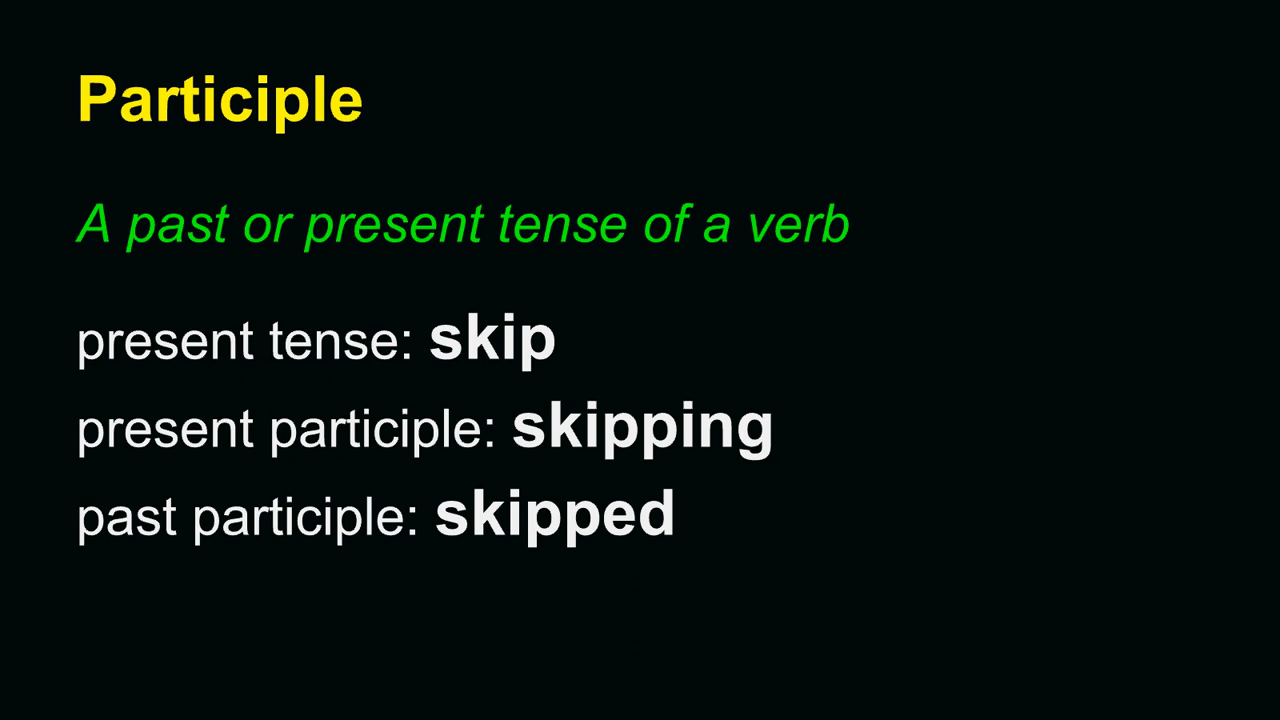 Participle
A past or present tense of a verb
present tense: skip
present participle: skipping
past participle: skipped